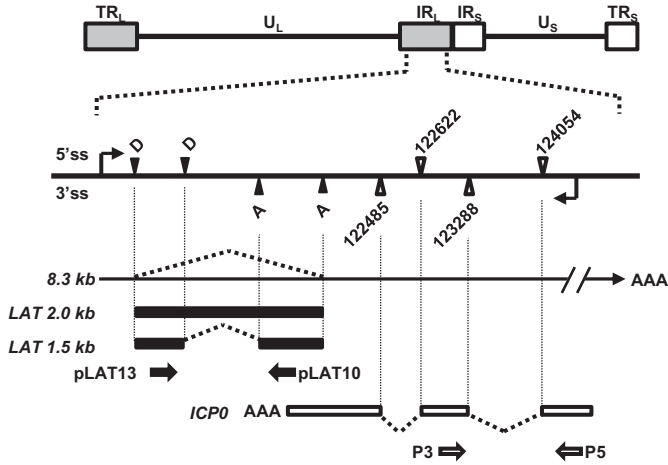 TRL UL IRL IRS US TRS
D D 122622 124054
5'ss
3'ss
A A 122485 123288
8.3 kb AAA
LAT 2.0 kb
LAT 1.5 kb
pLAT13 pLAT10
ICP0 AAA
P3 P5